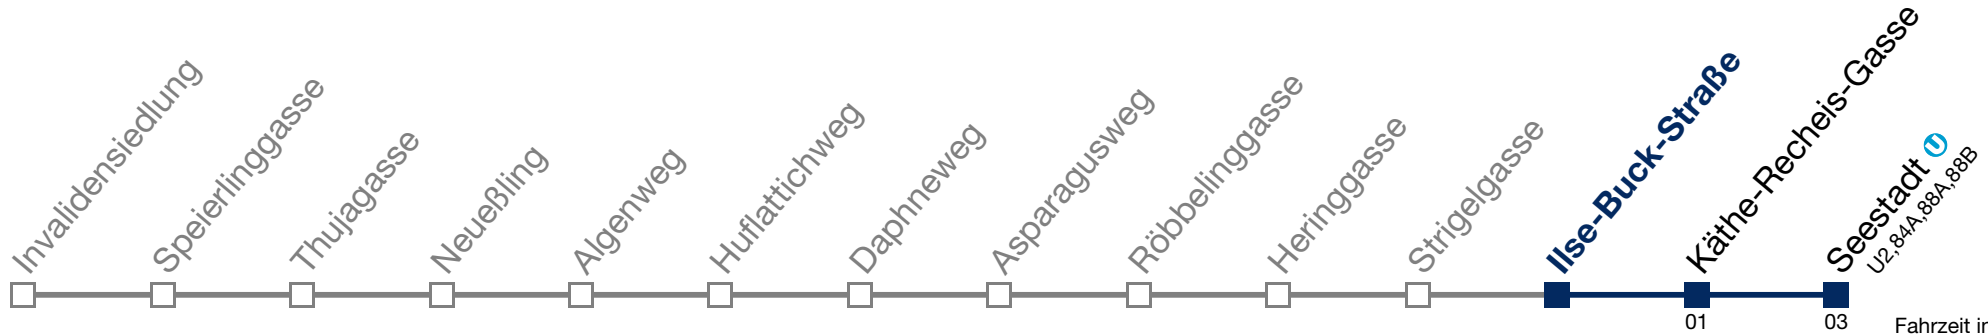 Invalidensiedlung
Speierlinggasse
Thujagasse
Neueßling
Algenweg
Huflattichweg
Daphneweg
Asparagusweg
Röbbelinggasse
Heringgasse
Strigelgasse
Ilse-Buck-Straße
Käthe-Recheis-Gasse
Seestadt U
U2,84A,88A,88B
01
03
Fahrzeit in